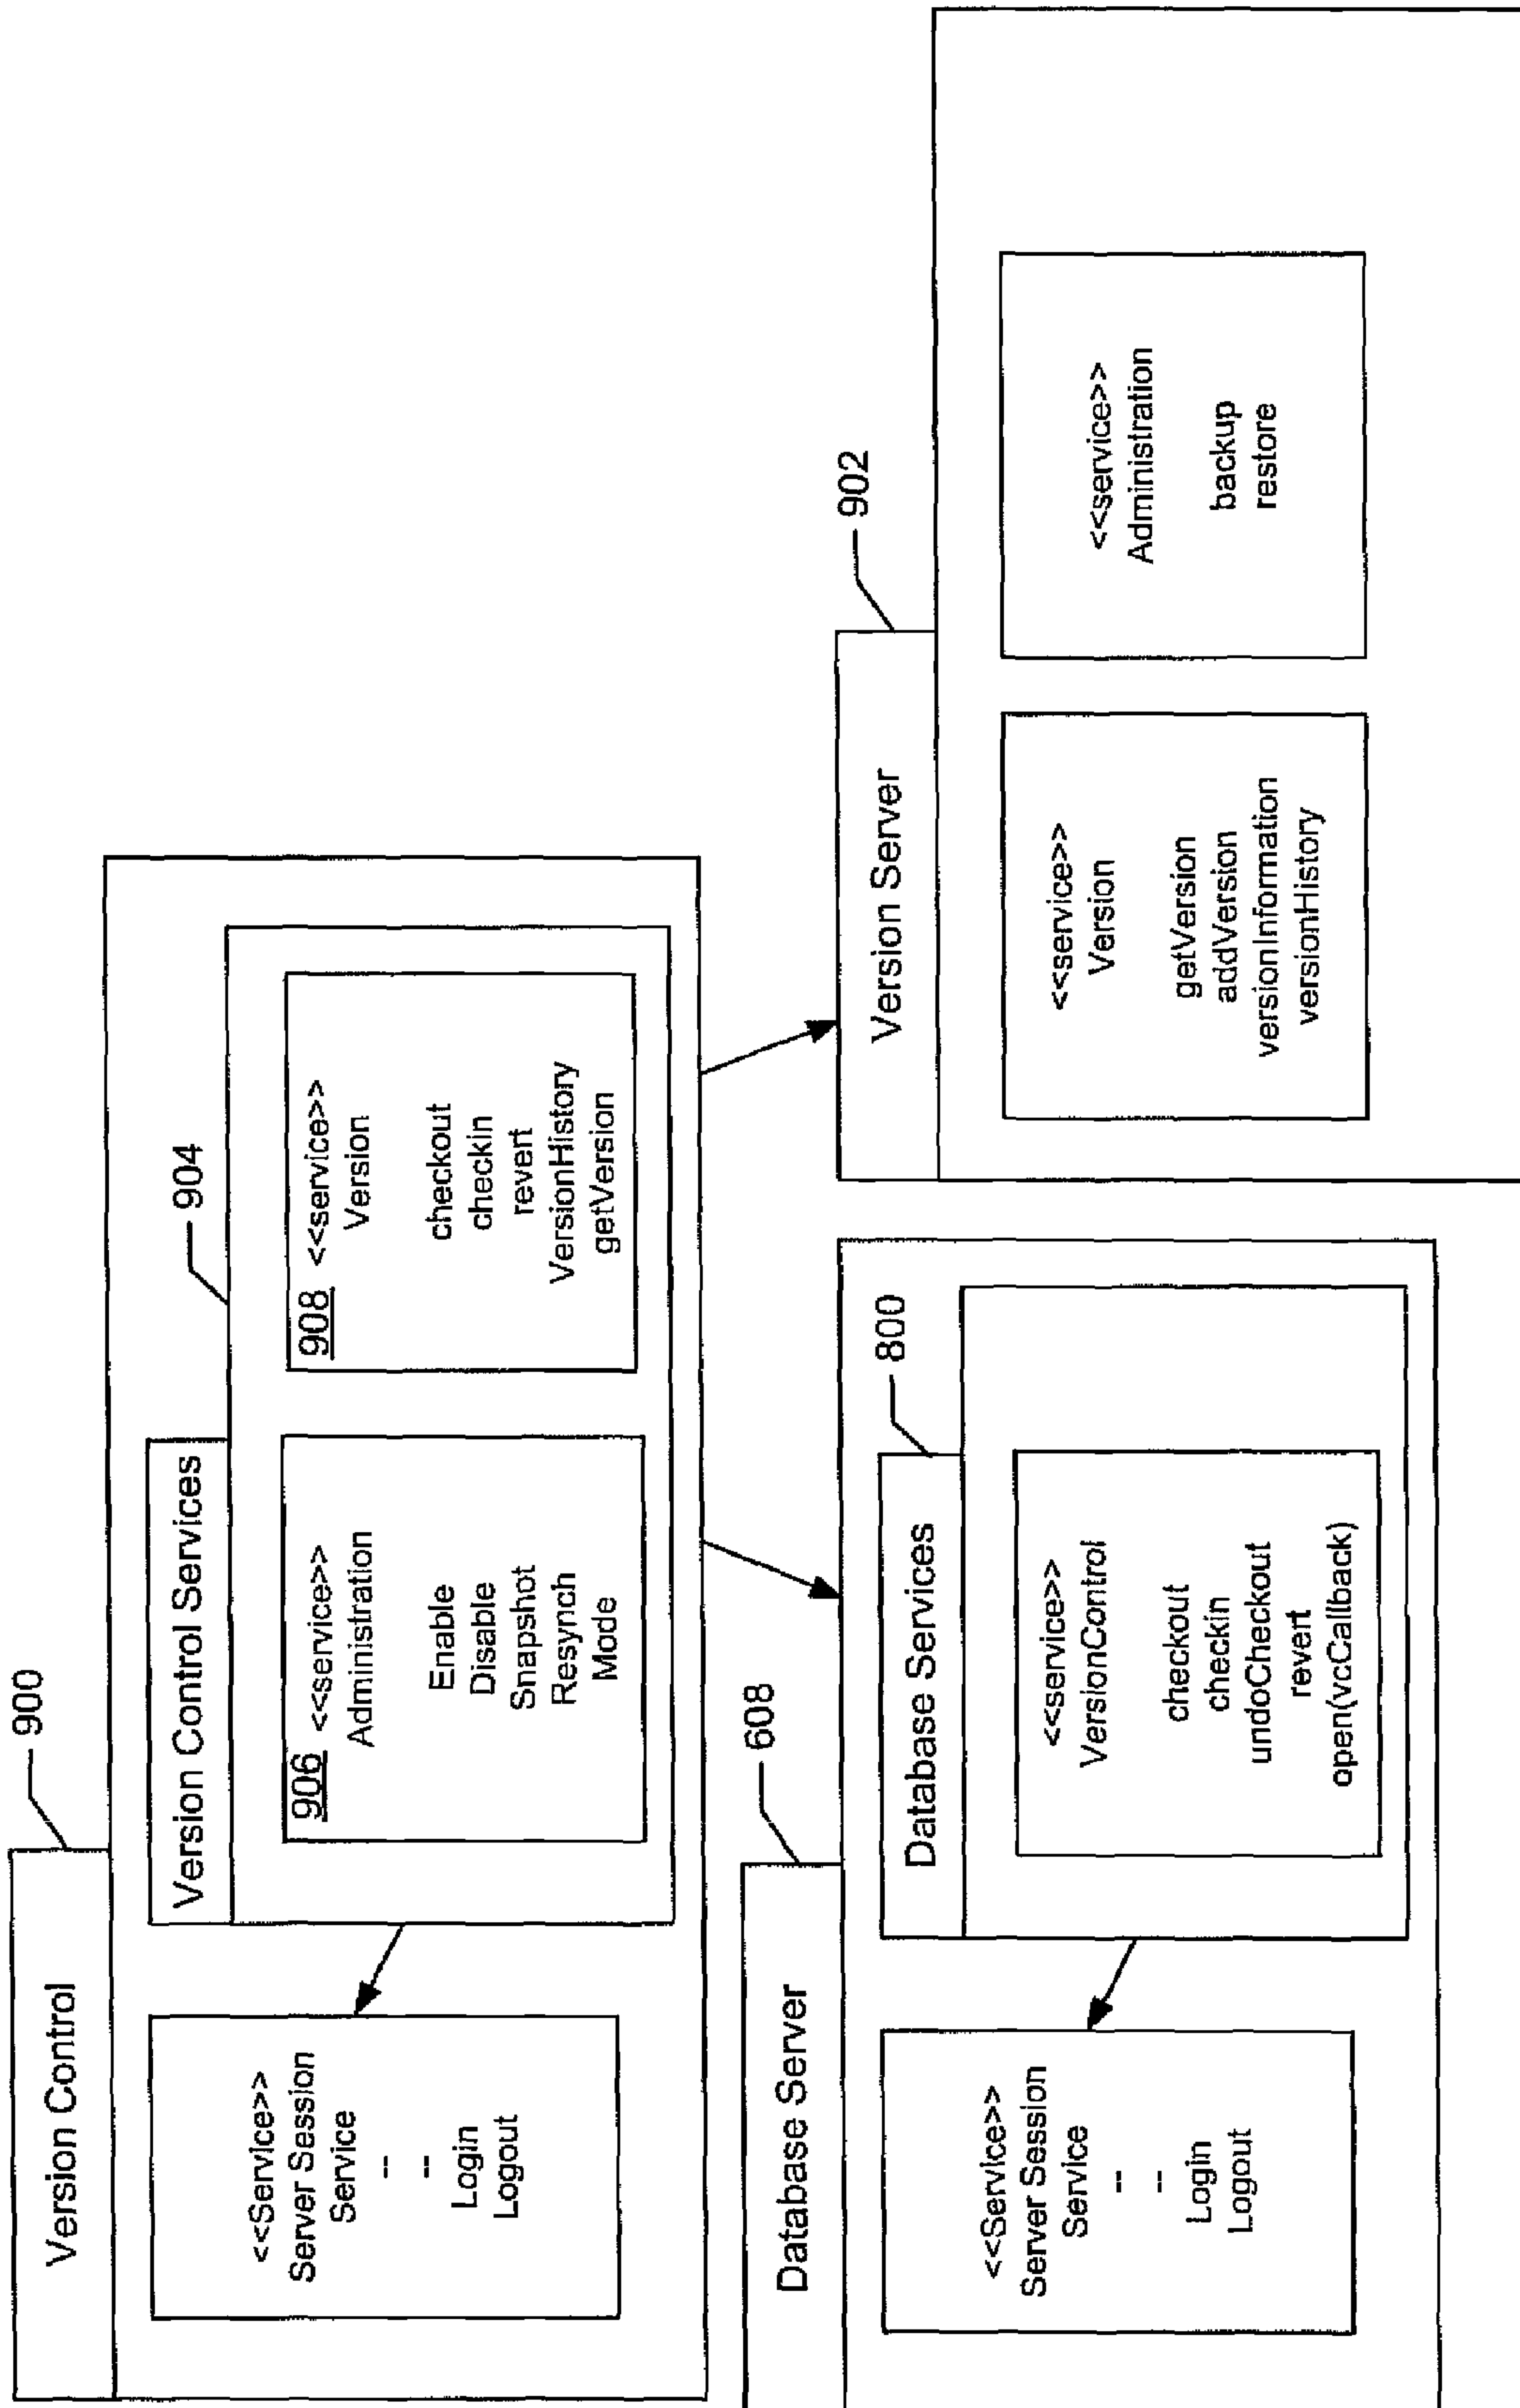 Version Control
900
<<Service>>
Server Session
Service
--
--
Login
Logout
Version Control Services
904
906 <<service>>
Administration
Enable
Disable
Snapshot
Resynch
Mode
908 <<service>>
Version
checkout
checkin
revert
VersionHistory
getVersion
Database Server
608
<<Service>>
Server Session
Service
--
--
Login
Logout
Database Services
800
<<service>>
VersionControl
checkout
checkin
undoCheckout
revert
open(vcCallback)
Version Server
902
<<service>>
Version
getVersion
addVersion
versionInformation
versionHistory
<<service>>
Administration
backup
restore